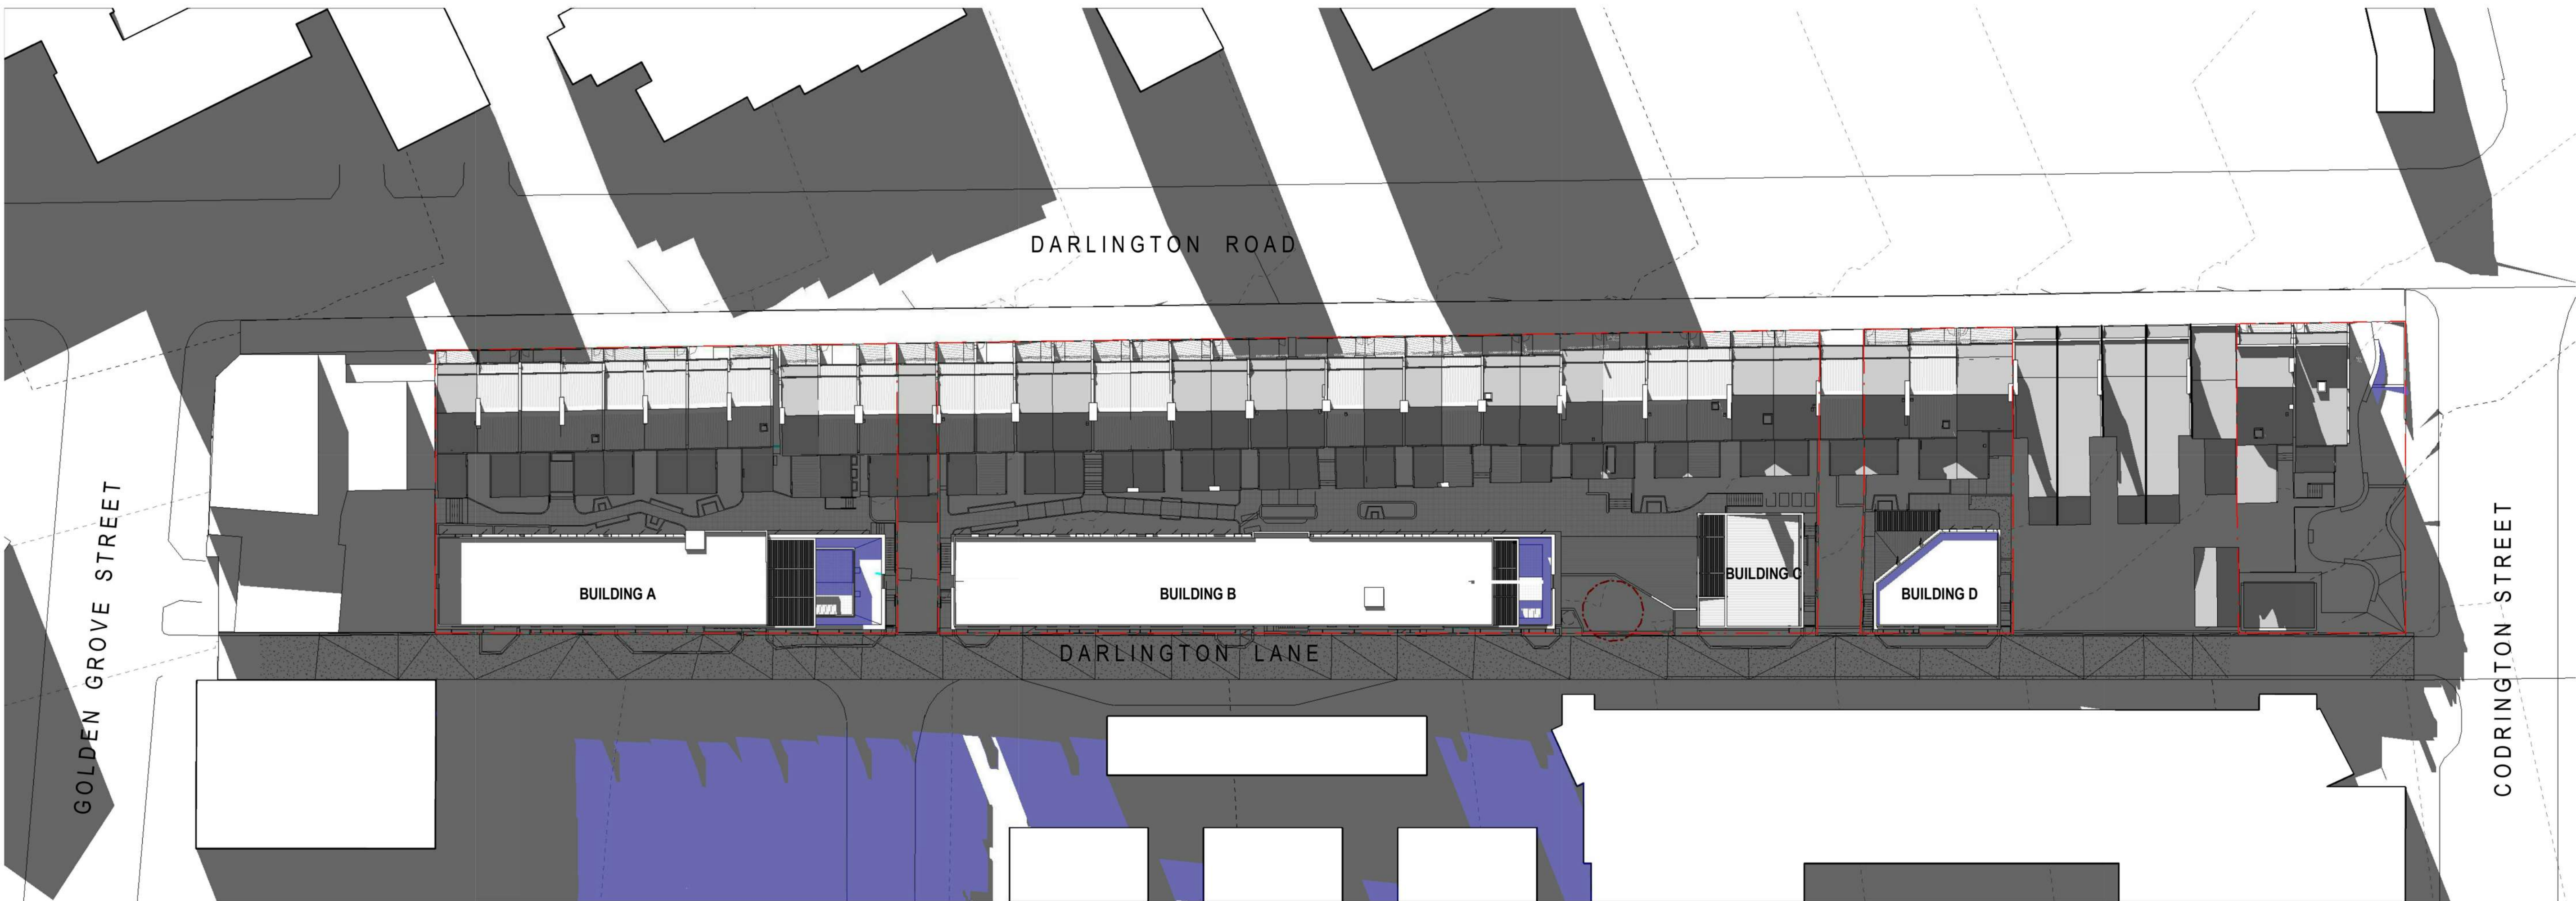 DARLINGTON ROAD
GOLDEN GROVE STREET
BUILDING A
BUILDING B
BUILDING C
BUILDING D
DARLINGTON LANE
CODRINGTON STREET